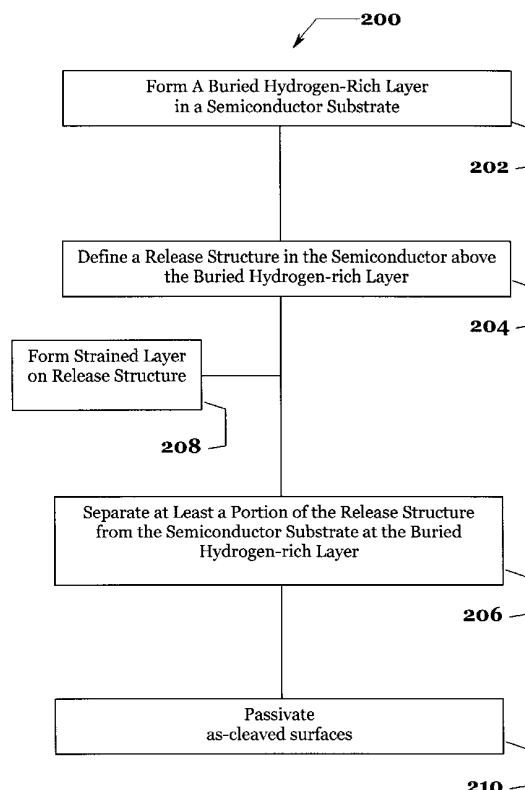 200
Form A Buried Hydrogen-Rich Layer
in a Semiconductor Substrate
202
Define a Release Structure in the Semiconductor above
the Buried Hydrogen-rich Layer
204
Form Strained Layer
on Release Structure
208
Separate at Least a Portion of the Release Structure
from the Semiconductor Substrate at the Buried
Hydrogen-rich Layer
206
Passivate
as-cleaved surfaces
210